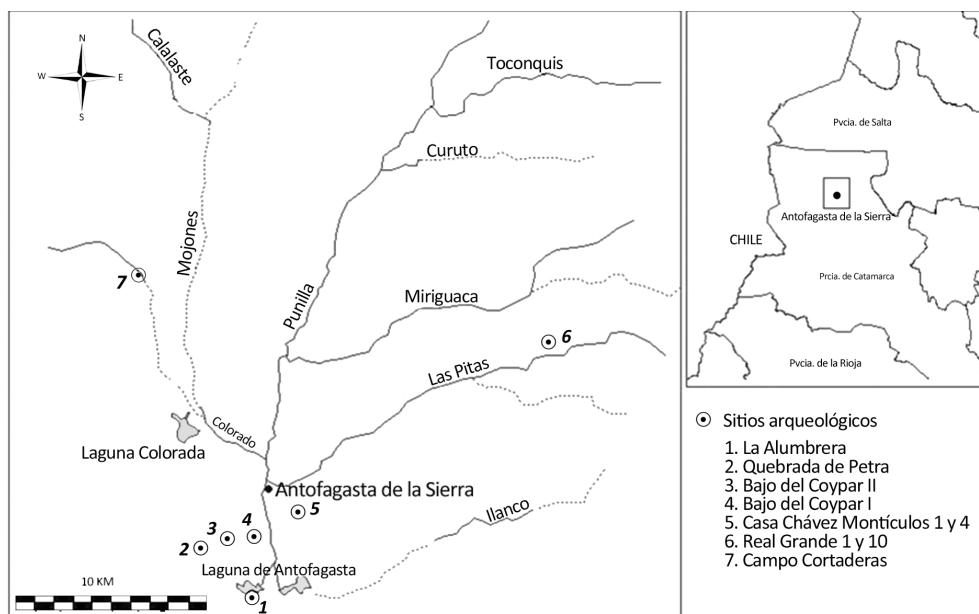 N
W
E
S
Calalaste
Toconquis
Curuto
Mojones
7
Punilla
Miriguaca
6
Las Pitas
Colorado
Laguna Colorada
Antofagasta de la Sierra
5
4
3
2
Ilanco
Laguna de Antofagasta
10 KM
1
Pvcia. de Salta
Antofagasta de la Sierra
CHILE
Prcia. de Catamarca
Pvcia. de la Rioja
Sitios arqueológicos
1. La Alumbrera
2. Quebrada de Petra
3. Bajo del Coypar II
4. Bajo del Coypar I
5. Casa Chávez Montículos 1 y 4
6. Real Grande 1 y 10
7. Campo Cortaderas